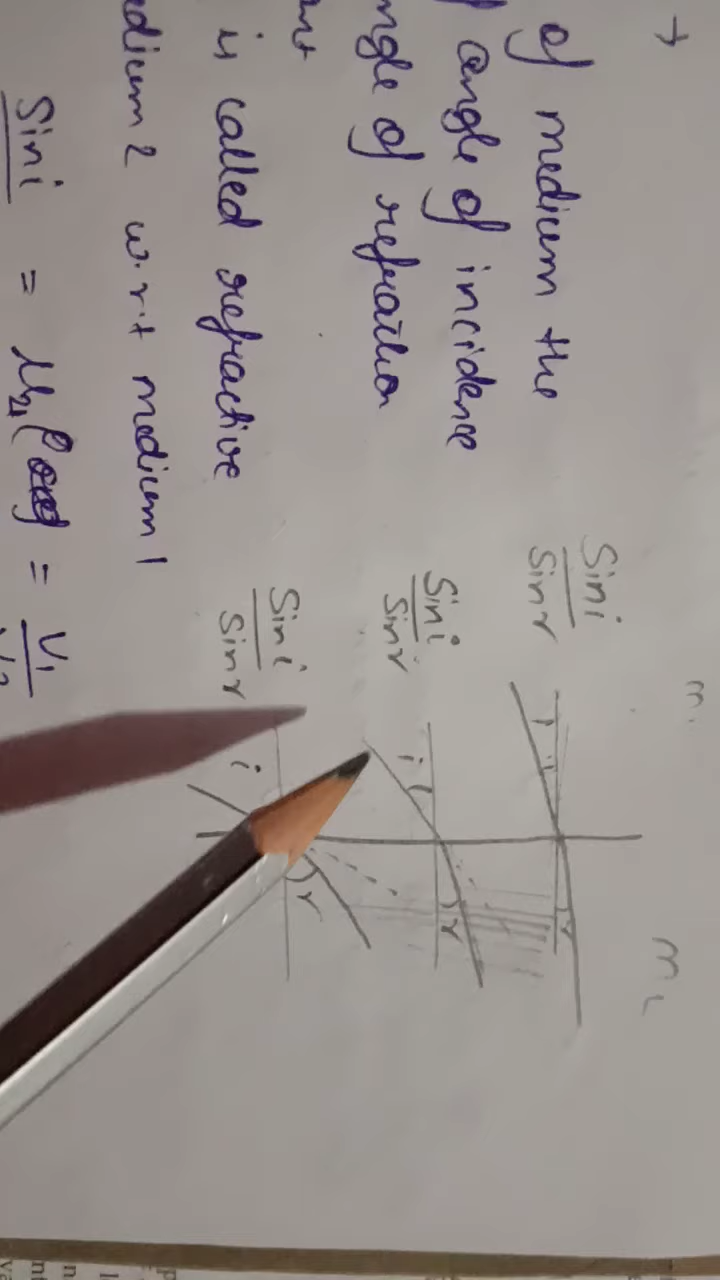 of medium the
angle of incidence
ngle of refraction
is called refractive
edium 2 w.r.t medium 1
Sin i = μ21 = V1
Sin i
Sin r
Sin i
Sin r
Sin i
Sin r
m1
m2
i
r
i
r
i
r